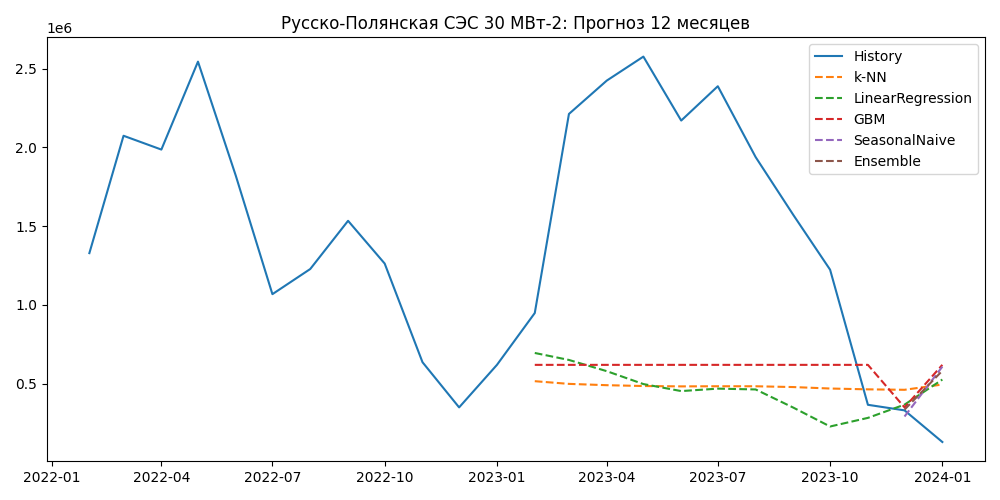 Русско-Полянская СЭС 30 МВт-2: Прогноз 12 месяцев
1e6
History
k-NN
LinearRegression
GBM
SeasonalNaive
Ensemble
2.5
2.0
1.5
1.0
0.5
2022-01 2022-04 2022-07 2022-10 2023-01 2023-04 2023-07 2023-10 2024-01